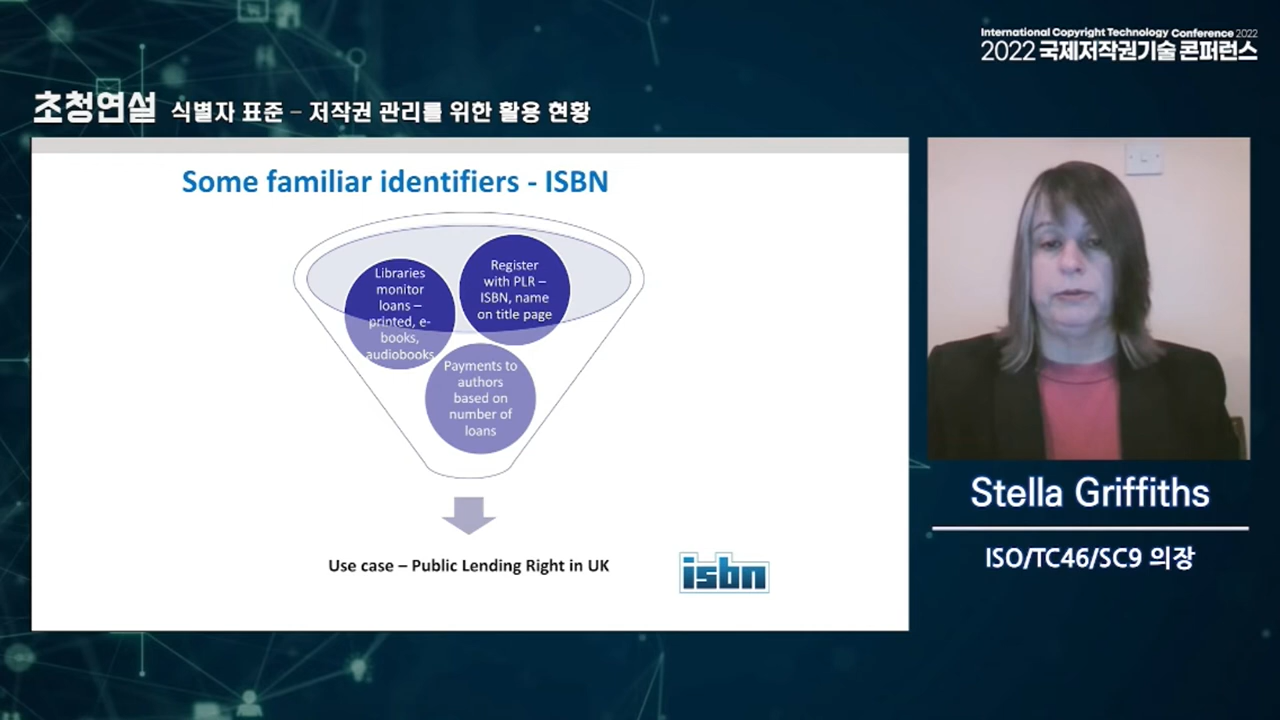 International Copyright Technology Conference 2022
2022 국제저작권기술 콘퍼런스
초청연설 식별자 표준 – 저작권 관리를 위한 활용 현황
Some familiar identifiers - ISBN
Libraries
monitor
loans –
printed, e-
books,
audiobooks
Register
with PLR –
ISBN, name
on title page
Payments to
authors
based on
number of
loans
Use case – Public Lending Right in UK
isbn
Stella Griffiths
ISO/TC46/SC9 의장